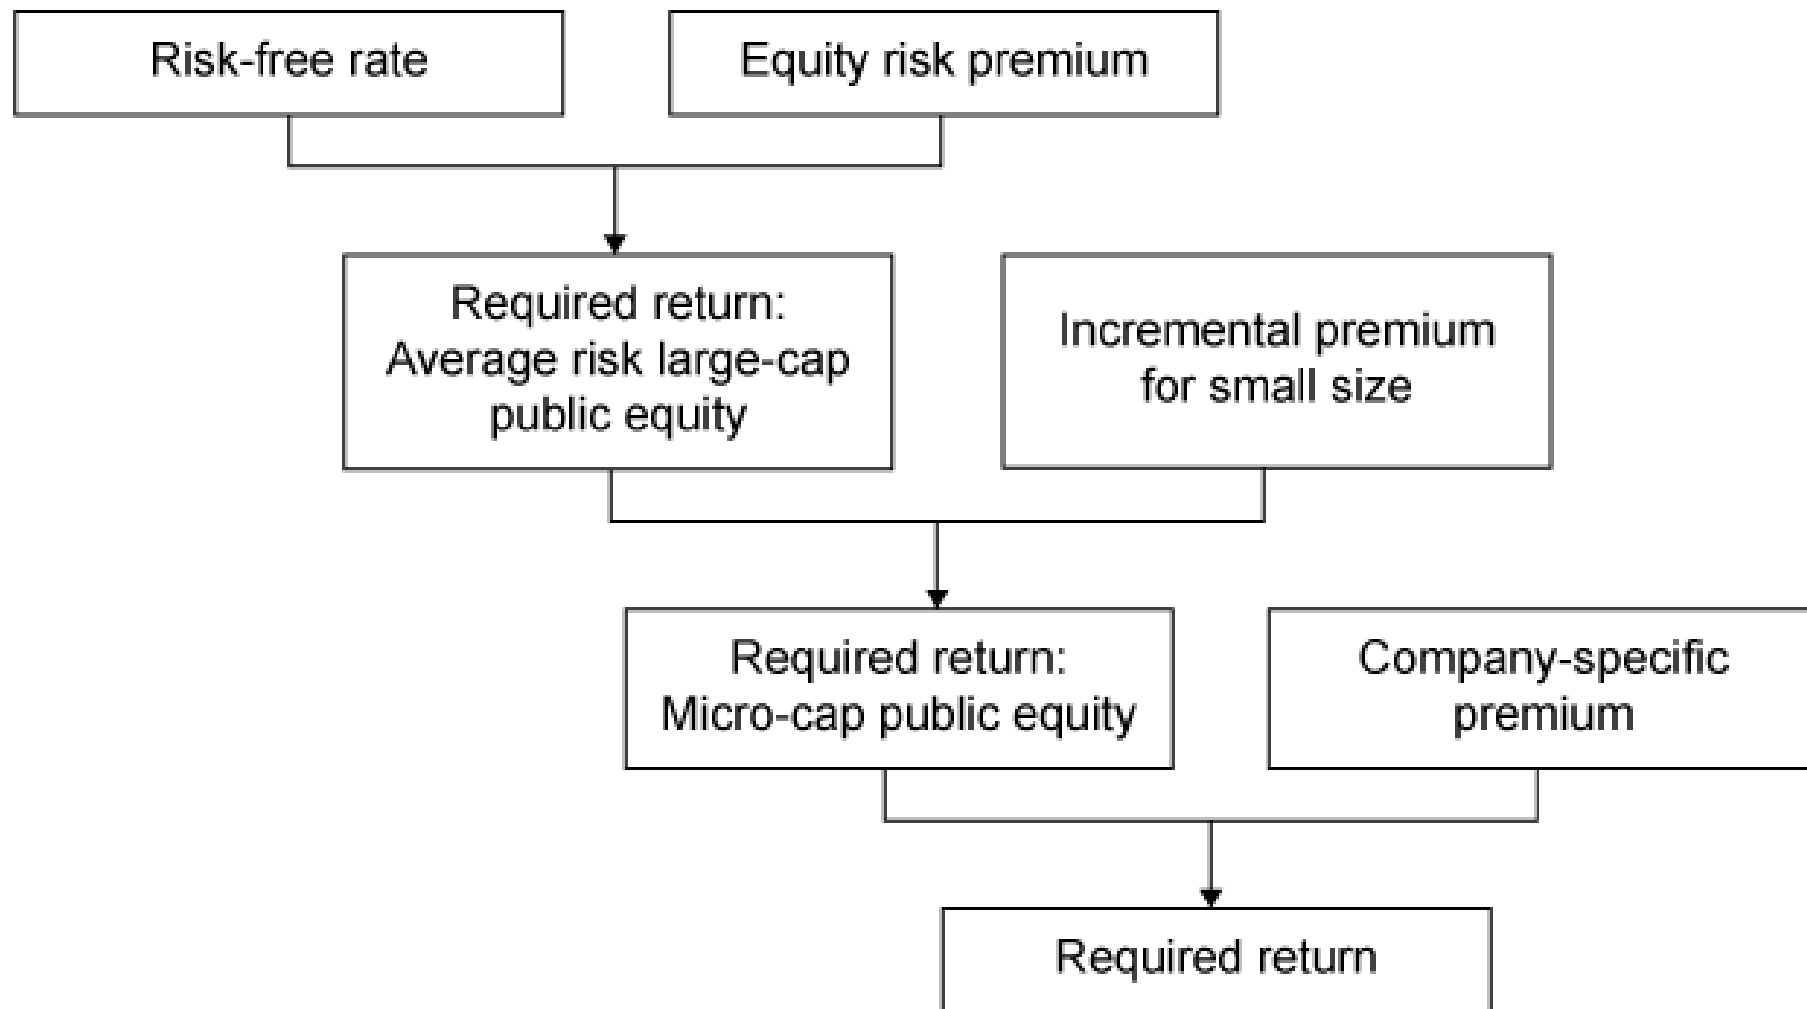 Risk-free rate
Equity risk premium
Required return:
Average risk large-cap
public equity
Incremental premium
for small size
Required return:
Micro-cap public equity
Company-specific
premium
Required return